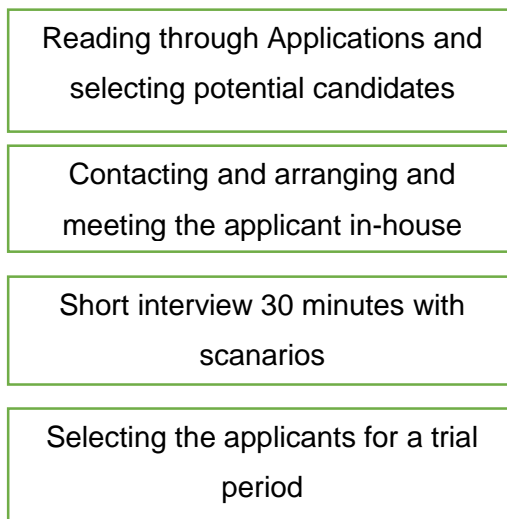 Reading through Applications and
selecting potential candidates
Contacting and arranging and
meeting the applicant in-house
Short interview 30 minutes with
scanarios
Selecting the applicants for a trial
period